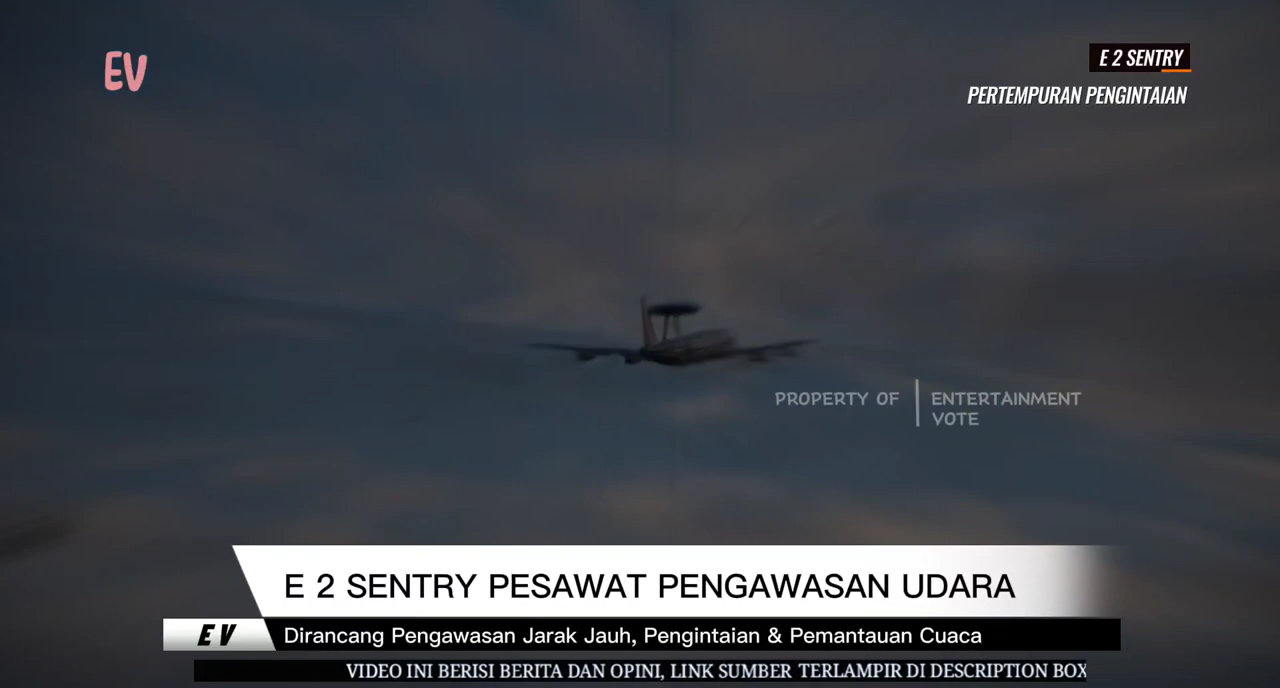 EV
E 2 SENTRY
PERTEMPURAN PENGINTAIAN
PROPERTY OF
ENTERTAINMENT
VOTE
E 2 SENTRY PESAWAT PENGAWASAN UDARA
EV
Dirancang Pengawasan Jarak Jauh, Pengintaian & Pemantauan Cuaca
VIDEO INI BERISI BERITA DAN OPINI, LINK SUMBER TERLAMPIR DI DESCRIPTION BOX